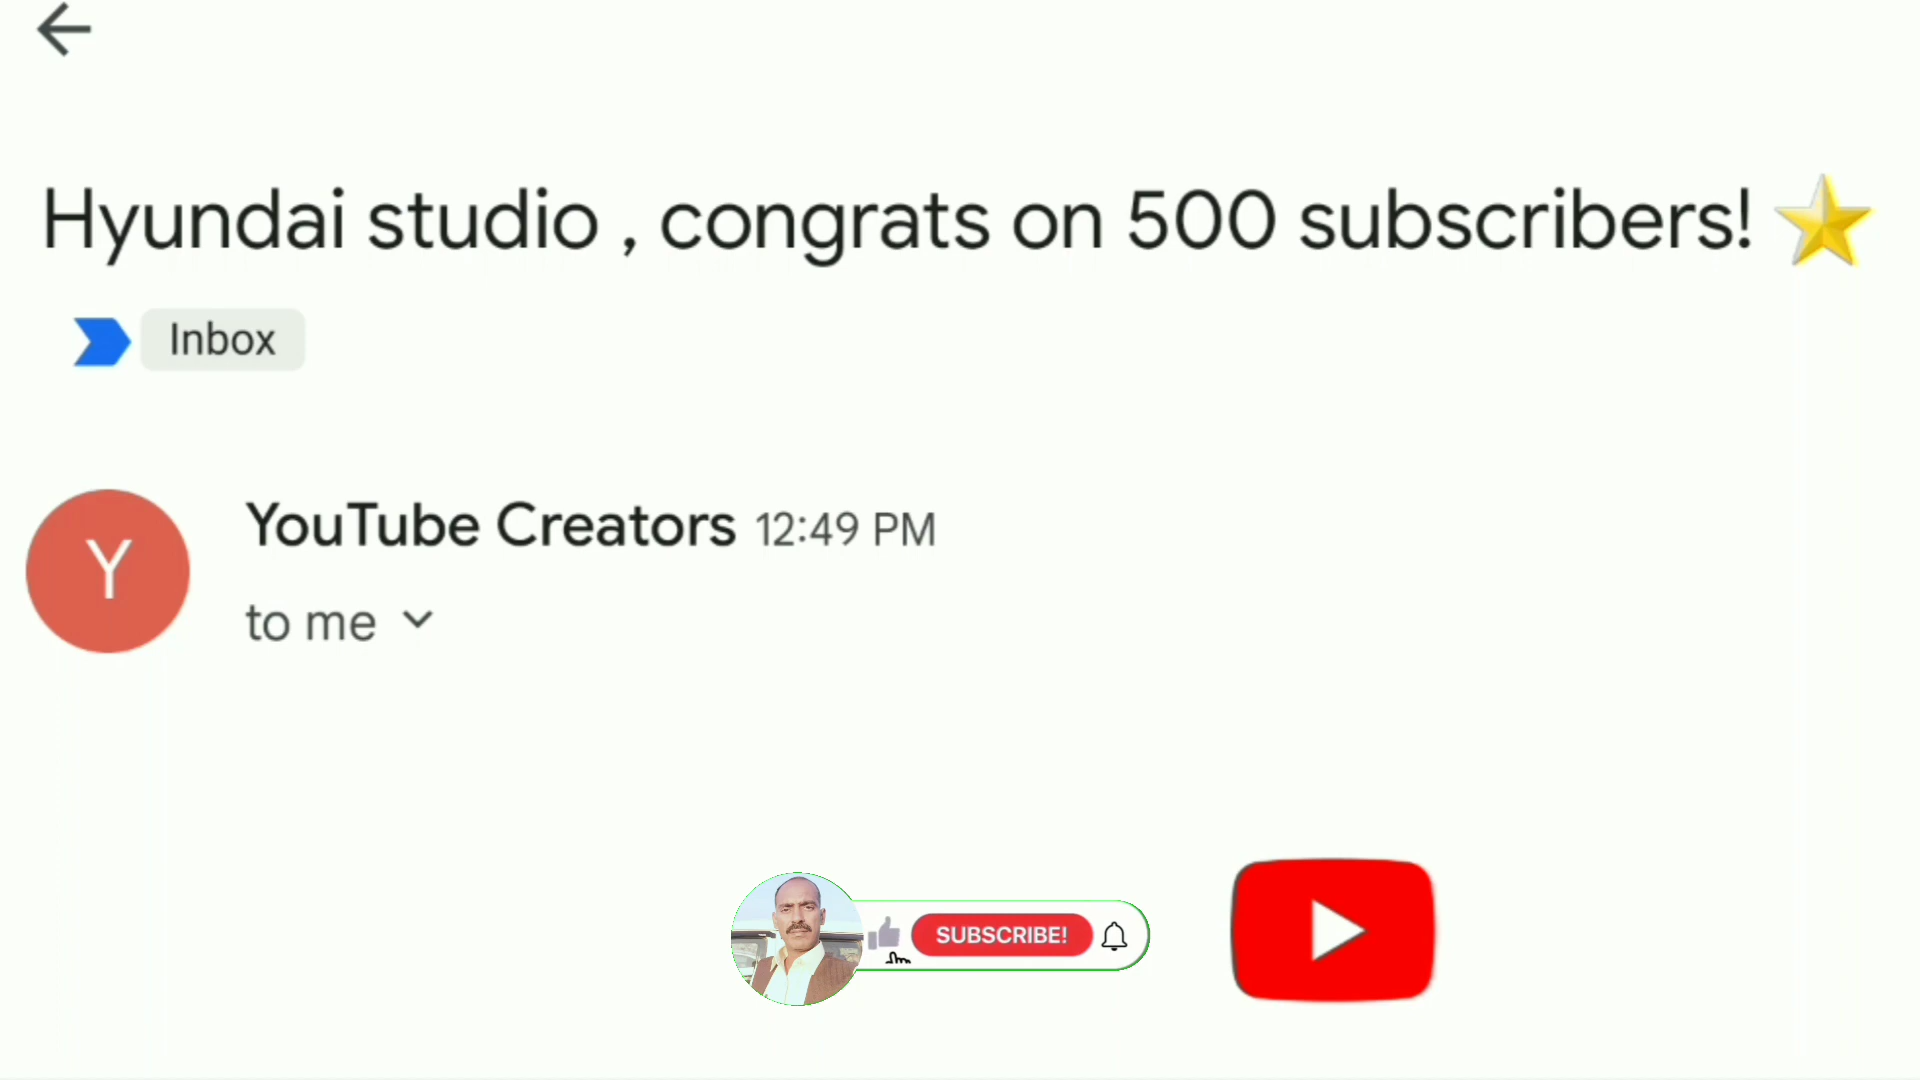 Hyundai studio , congrats on 500 subscribers! ⭐
Inbox
Y
YouTube Creators 12:49 PM
to me
SUBSCRIBE!